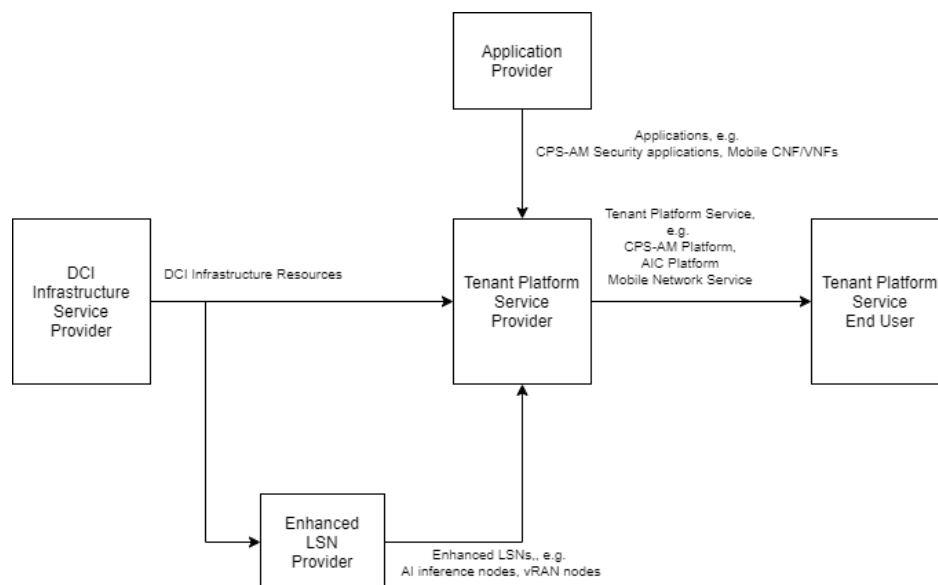 Application
Provider
Applications, e.g.
CPS-AM Security applications, Mobile CNF/VNFs
DCI
Infrastructure
Service
Provider
DCI Infrastructure Resources
Tenant Platform
Service
Provider
Tenant Platform Service,
e.g.
CPS-AM Platform,
AIC Platform
Mobile Network Service
Tenant Platform
Service
End User
Enhanced
LSN
Provider
Enhanced LSNs,, e.g.
AI inference nodes, vRAN nodes